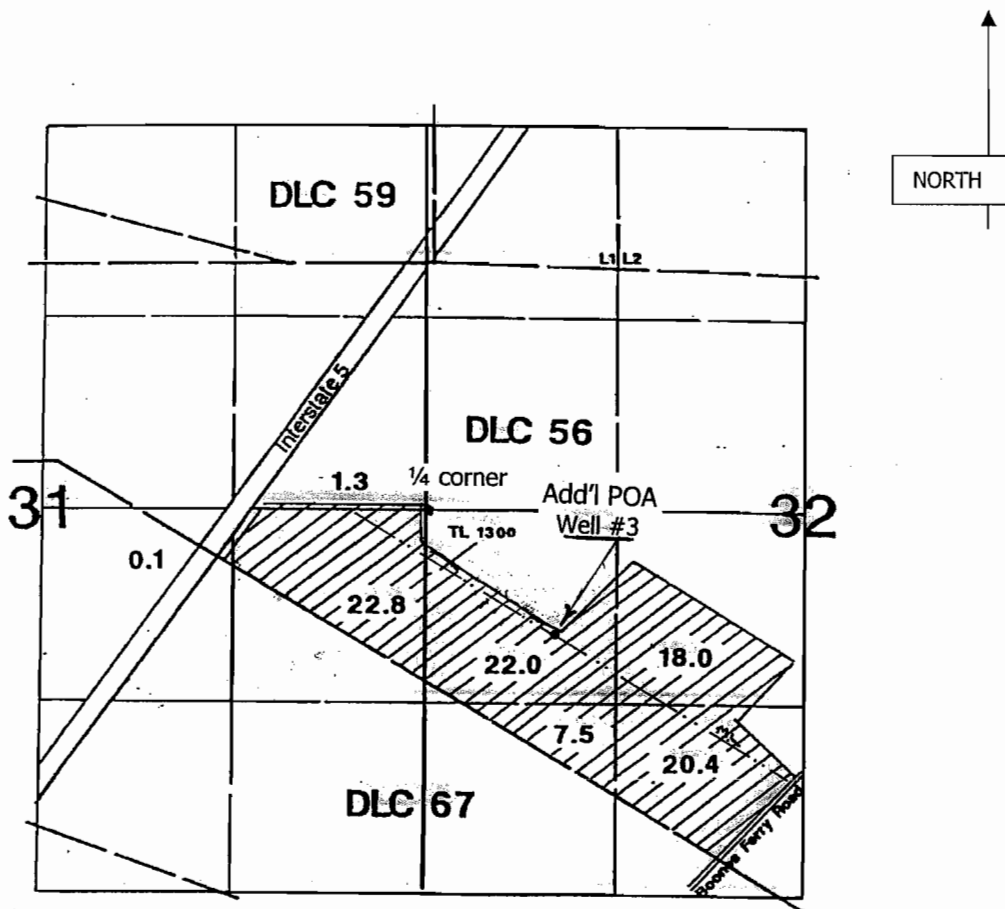 NORTH
DLC 59
L1 L2
Interstate 5
DLC 56
1.3
¼ corner
31
32
Add'l POA
Well #3
TL 1300
0.1
22.8
22.0
18.0
7.5
20.4
DLC 67
Boones Ferry Road